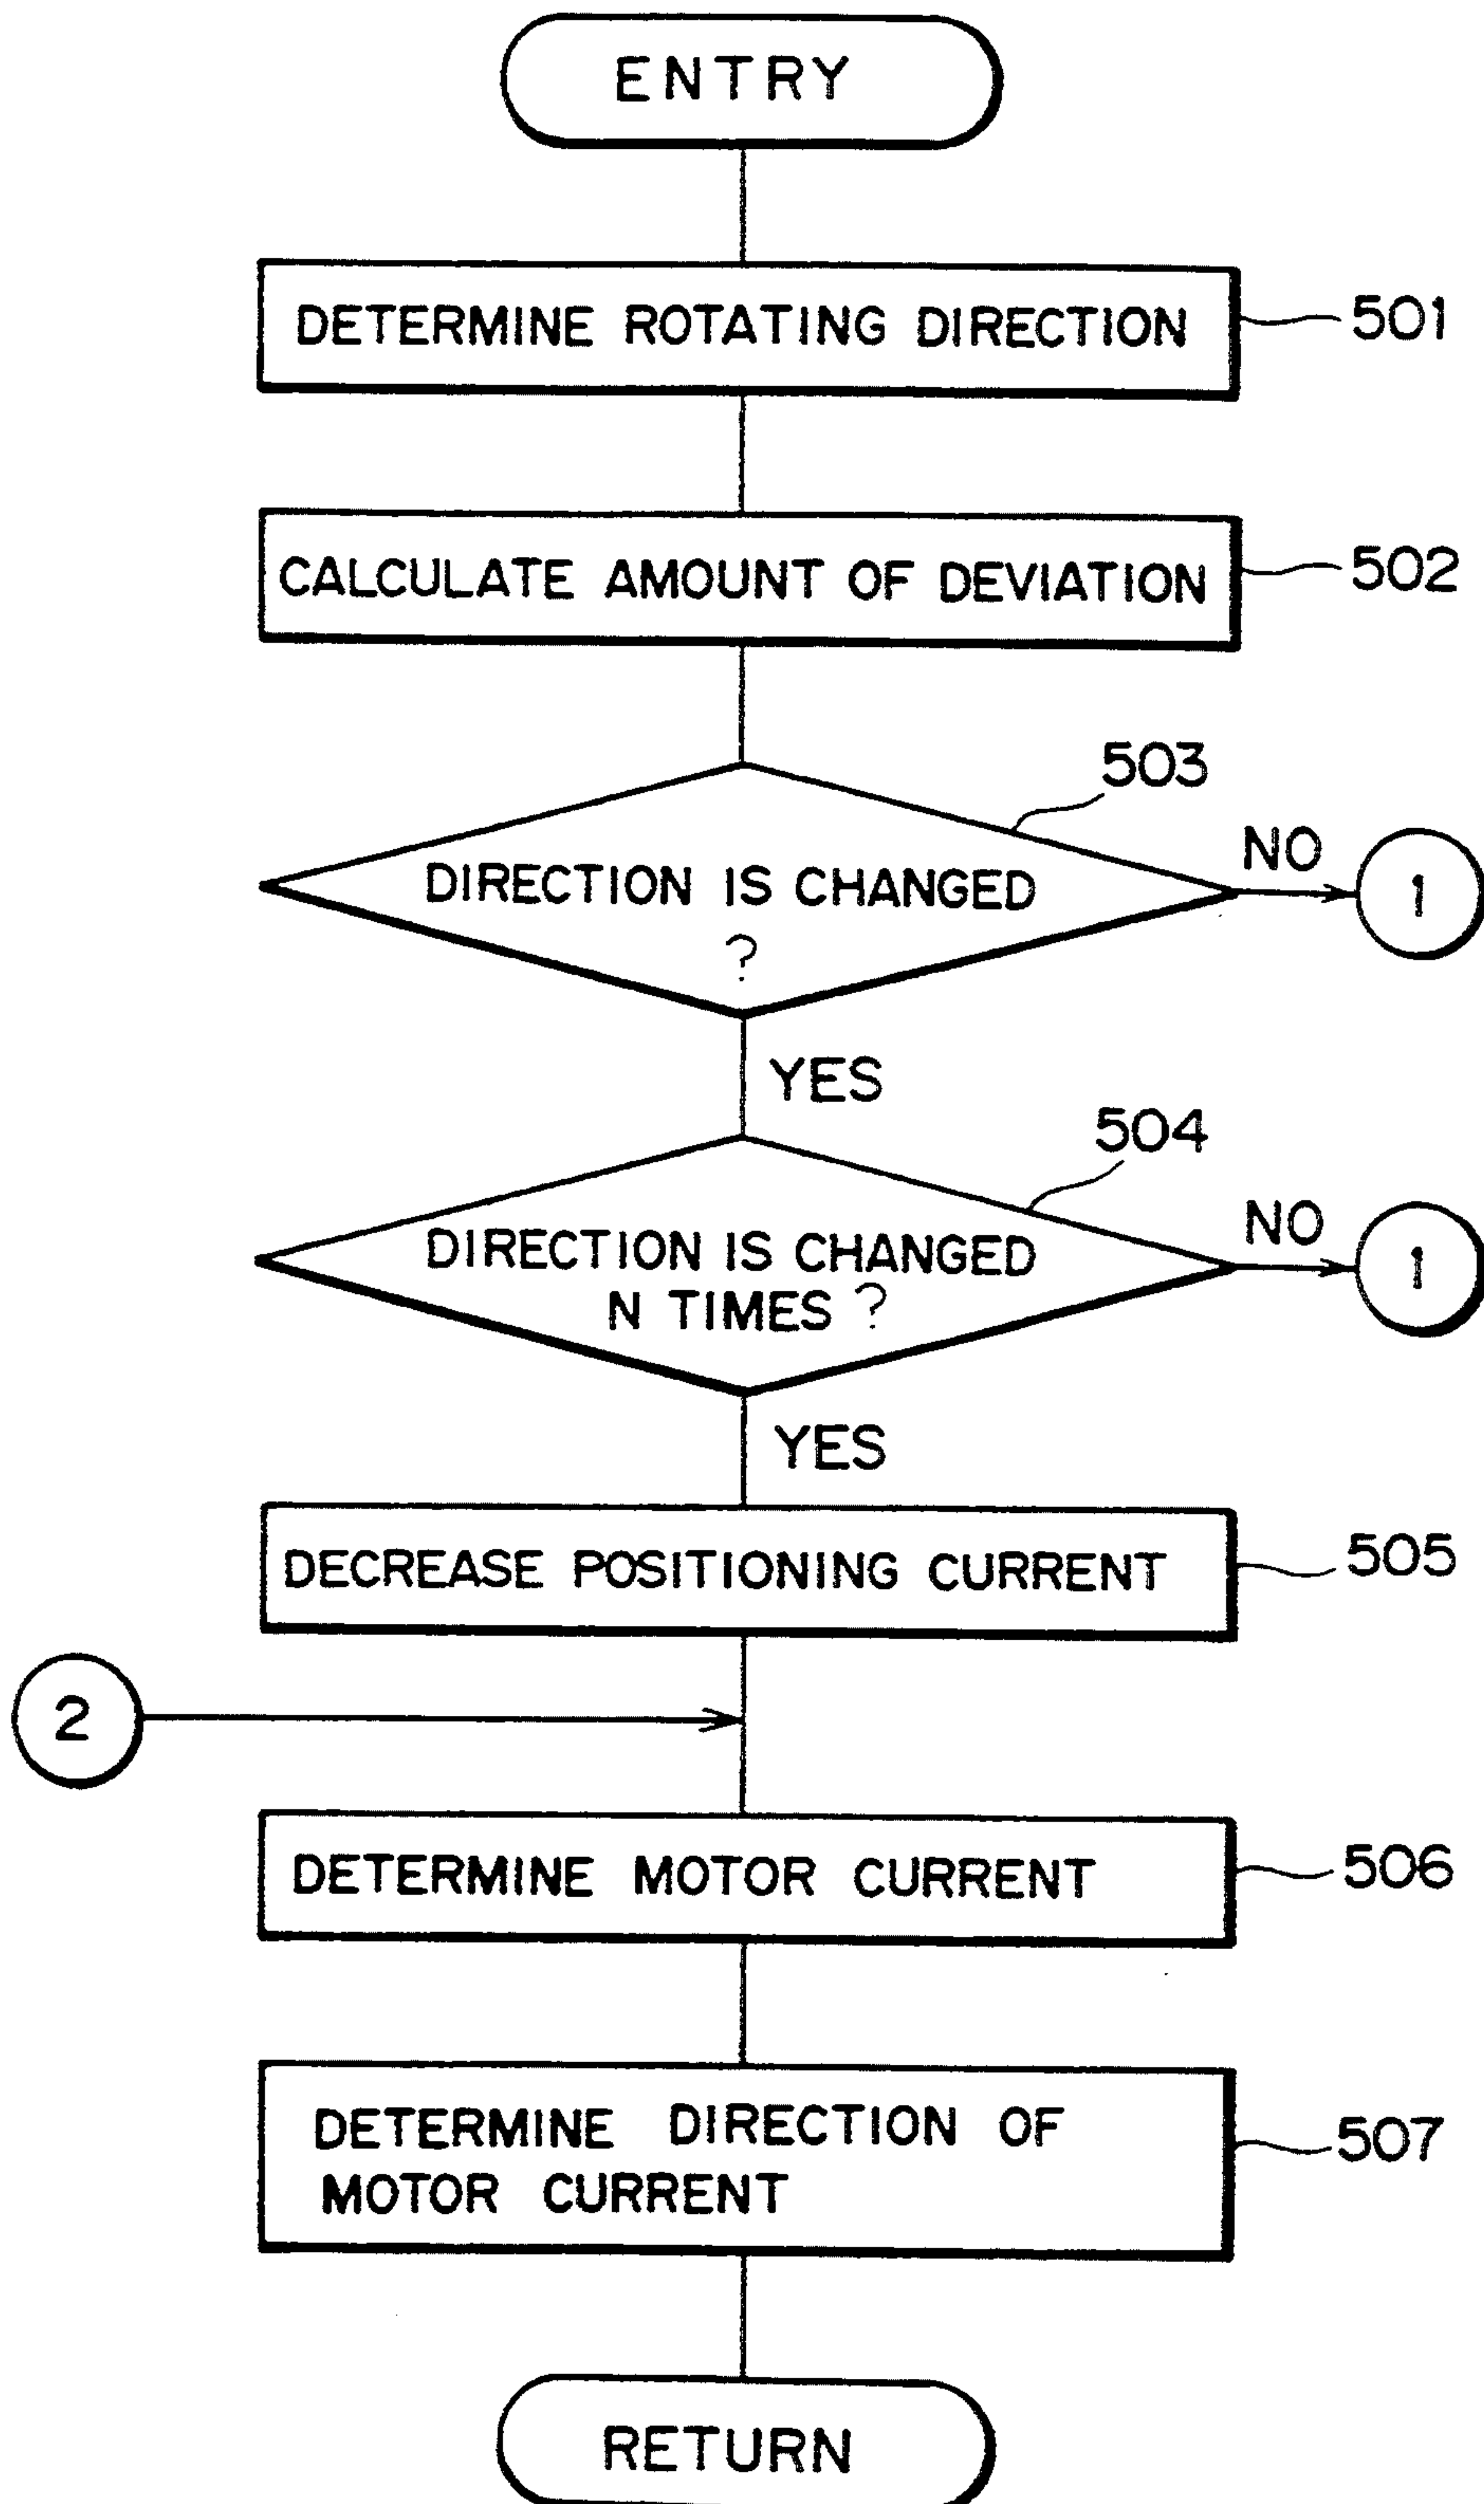 ENTRY
DETERMINE ROTATING DIRECTION
501
CALCULATE AMOUNT OF DEVIATION
502
503
DIRECTION IS CHANGED
?
NO
1
YES
504
DIRECTION IS CHANGED
N TIMES ?
NO
1
YES
DECREASE POSITIONING CURRENT
505
2
DETERMINE MOTOR CURRENT
506
DETERMINE DIRECTION OF
MOTOR CURRENT
507
RETURN